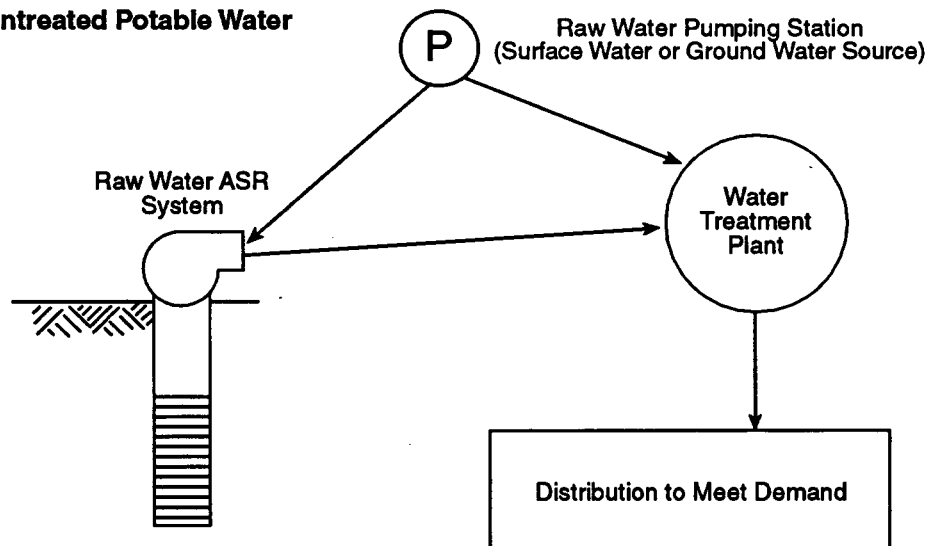 ntreated Potable Water
P
Raw Water Pumping Station
(Surface Water or Ground Water Source)
Raw Water ASR
System
Water
Treatment
Plant
Distribution to Meet Demand